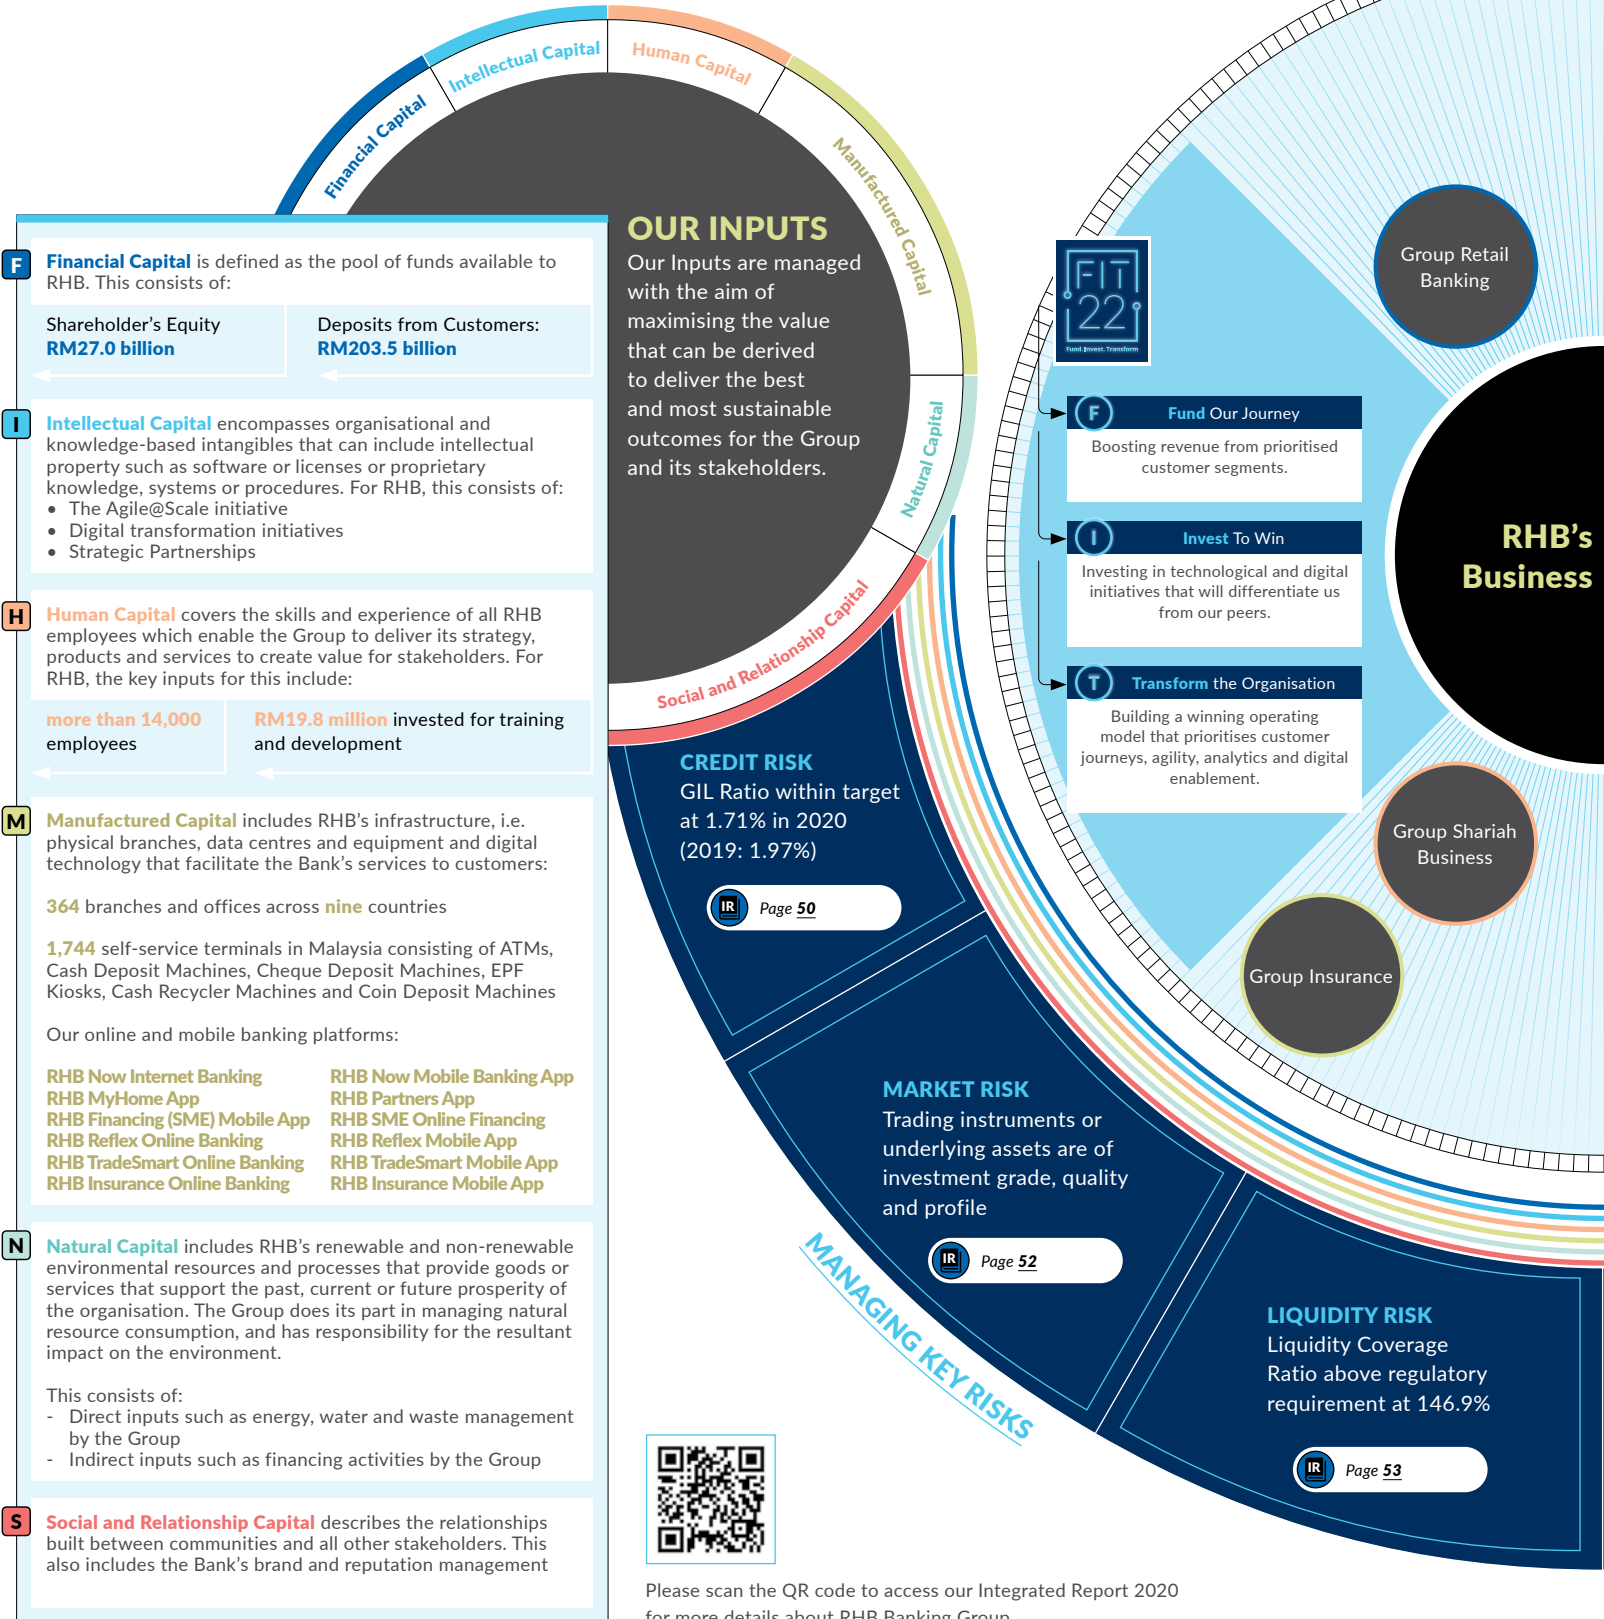 Financial Capital
Intellectual Capital
Human Capital
Manufactured Capital
Natural Capital
Social and Relationship Capital
OUR INPUTS
Our Inputs are managed
with the aim of
maximising the value
that can be derived
to deliver the best
and most sustainable
outcomes for the Group
and its stakeholders.
F
Financial Capital is defined as the pool of funds available to
RHB. This consists of:
Shareholder's Equity
RM27.0 billion
Deposits from Customers:
RM203.5 billion
I
Intellectual Capital encompasses organisational and
knowledge-based intangibles that can include intellectual
property such as software or licenses or proprietary
knowledge, systems or procedures. For RHB, this consists of:
• The Agile@Scale initiative
• Digital transformation initiatives
• Strategic Partnerships
H
Human Capital covers the skills and experience of all RHB
employees which enable the Group to deliver its strategy,
products and services to create value for stakeholders. For
RHB, the key inputs for this include:
more than 14,000
employees
RM19.8 million invested for training
and development
M
Manufactured Capital includes RHB's infrastructure, i.e.
physical branches, data centres and equipment and digital
technology that facilitate the Bank's services to customers:
364 branches and offices across nine countries
1,744 self-service terminals in Malaysia consisting of ATMs,
Cash Deposit Machines, Cheque Deposit Machines, EPF
Kiosks, Cash Recycler Machines and Coin Deposit Machines
Our online and mobile banking platforms:
RHB Now Internet Banking
RHB MyHome App
RHB Financing (SME) Mobile App
RHB Reflex Online Banking
RHB TradeSmart Online Banking
RHB Insurance Online Banking
RHB Now Mobile Banking App
RHB Partners App
RHB SME Online Financing
RHB Reflex Mobile App
RHB TradeSmart Mobile App
RHB Insurance Mobile App
N
Natural Capital includes RHB's renewable and non-renewable
environmental resources and processes that provide goods or
services that support the past, current or future prosperity of
the organisation. The Group does its part in managing natural
resource consumption, and has responsibility for the resultant
impact on the environment.
This consists of:
- Direct inputs such as energy, water and waste management
by the Group
- Indirect inputs such as financing activities by the Group
S
Social and Relationship Capital describes the relationships
built between communities and all other stakeholders. This
also includes the Bank's brand and reputation management
CREDIT RISK
GIL Ratio within target
at 1.71% in 2020
(2019: 1.97%)
IR
Page 50
MARKET RISK
Trading instruments or
underlying assets are of
investment grade, quality
and profile
IR
Page 52
LIQUIDITY RISK
Liquidity Coverage
Ratio above regulatory
requirement at 146.9%
IR
Page 53
MANAGING KEY RISKS
Please scan the QR code to access our Integrated Report 2020
for more details about RHB Banking Group
FIT
22
Fund. Invest. Transform
F
Fund Our Journey
Boosting revenue from prioritised
customer segments.
I
Invest To Win
Investing in technological and digital
initiatives that will differentiate us
from our peers.
T
Transform the Organisation
Building a winning operating
model that prioritises customer
journeys, agility, analytics and digital
enablement.
Group Retail
Banking
RHB's
Business
Group Shariah
Business
Group Insurance